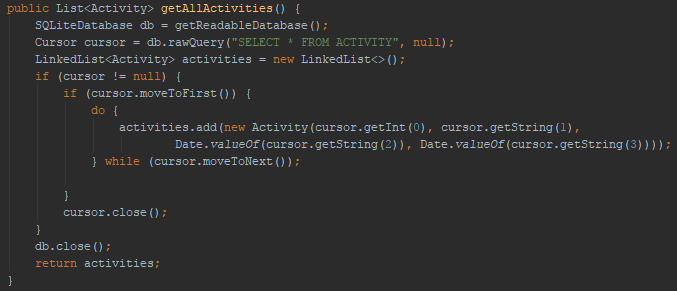 public List<Activity> getAllActivities() {
    SQLiteDatabase db = getReadableDatabase();
    Cursor cursor = db.rawQuery("SELECT * FROM ACTIVITY", null);
    LinkedList<Activity> activities = new LinkedList<>();
    if (cursor != null) {
        if (cursor.moveToFirst()) {
            do {
                activities.add(new Activity(cursor.getInt(0), cursor.getString(1),
                        Date.valueOf(cursor.getString(2)), Date.valueOf(cursor.getString(3))));
            } while (cursor.moveToNext());
        }
        cursor.close();
    }
    db.close();
    return activities;
}